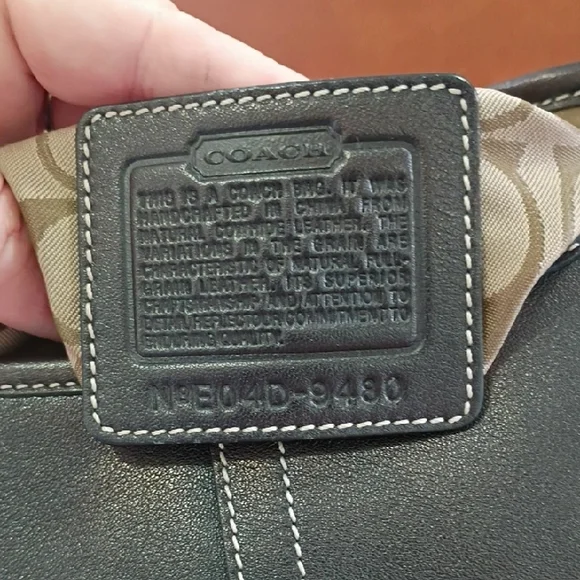 COACH
THIS IS A COACH BAG. IT WAS
HANDCRAFTED IN CHINA FROM
NATURAL COWHIDE LEATHER. THE
VARIATIONS IN THE GRAIN ARE
CHARACTERISTIC OF NATURAL FULL-
GRAIN LEATHER. ITS SUPERIOR
CRAFTSMANSHIP AND ATTENTION TO
DETAIL REFLECT OUR COMMITMENT TO
ENDURING QUALITY.
Nº B04D-9480